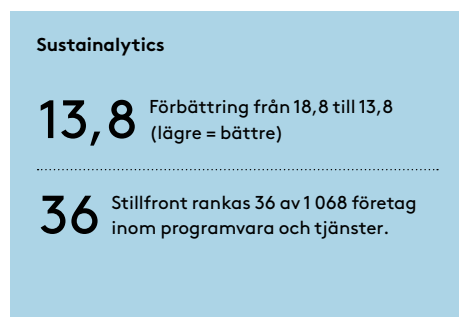 Sustainalytics
13,8
Förbättring från 18,8 till 13,8
(lägre = bättre)
36
Stillfront rankas 36 av 1 068 företag
inom programvara och tjänster.